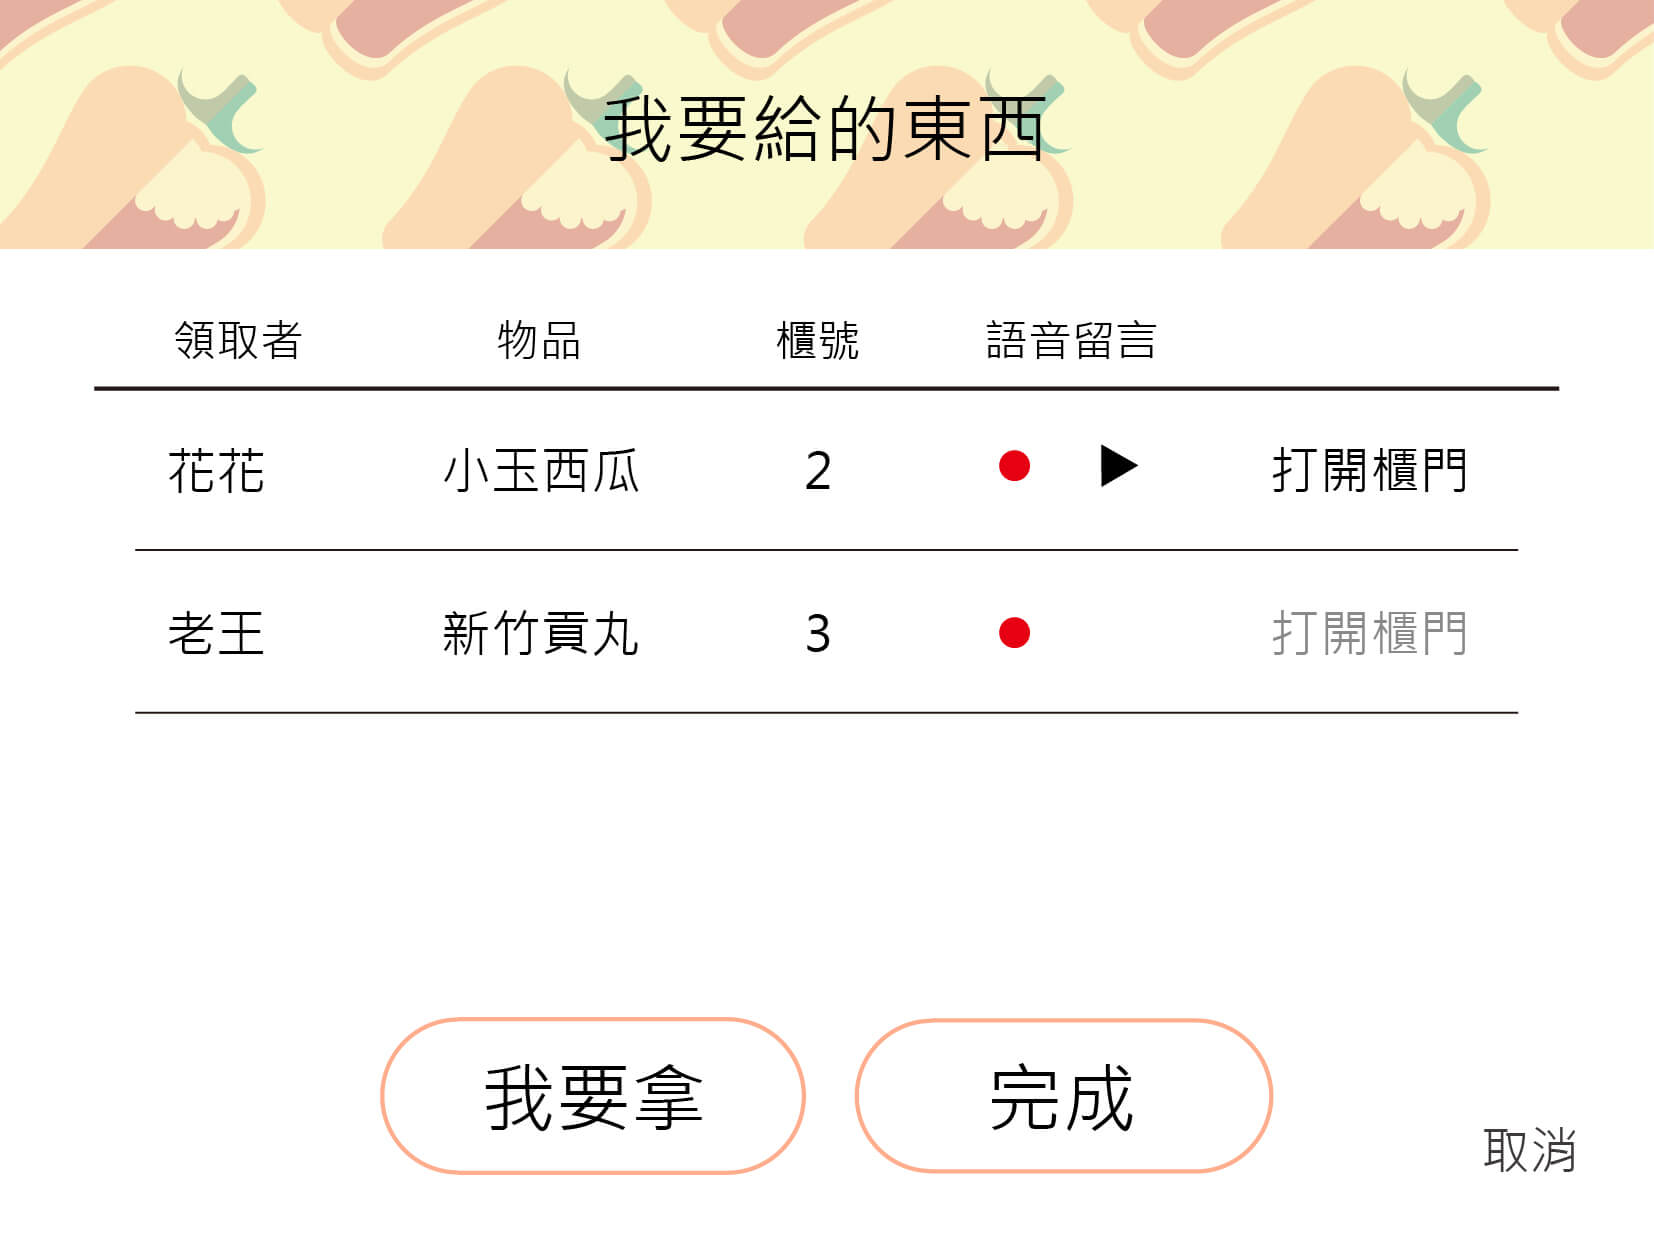 我要給的東西
領取者 物品 櫃號 語音留言
花花 小玉西瓜 2 打開櫃門
老王 新竹貢丸 3 打開櫃門
我要拿 完成
取消